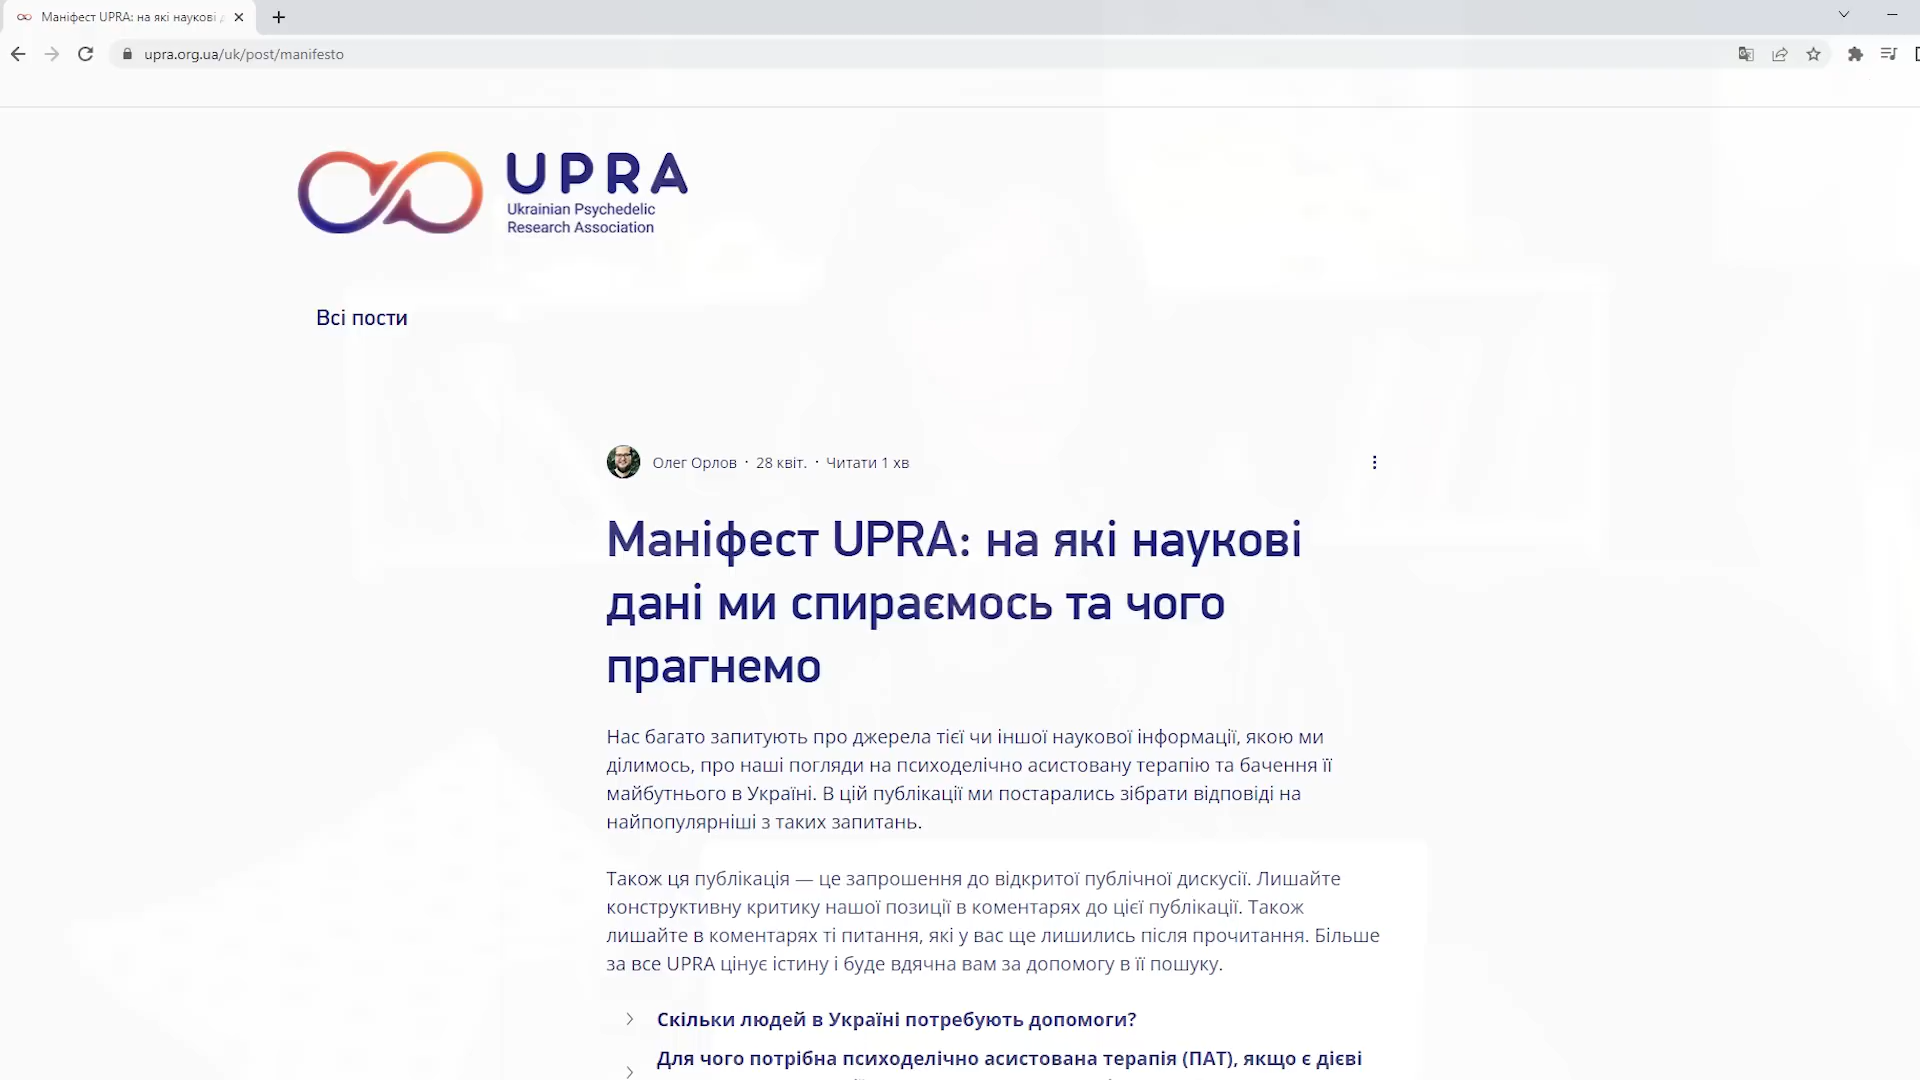 Маніфест UPRA: на які наукові
upra.org.ua/uk/post/manifesto
UPRA
Ukrainian Psychedelic
Research Association
Всі пости
Олег Орлов · 28 квіт. · Читати 1 хв
Маніфест UPRA: на які наукові
дані ми спираємось та чого
прагнемо
Нас багато запитують про джерела тієї чи іншої наукової інформації, якою ми
ділимось, про наші погляди на психоделічно асистовану терапію та бачення її
майбутнього в Україні. В цій публікації ми постарались зібрати відповіді на
найпопулярніші з таких запитань.
Також ця публікація — це запрошення до відкритої публічної дискусії. Лишайте
конструктивну критику нашої позиції в коментарях до цієї публікації. Також
лишайте в коментарях ті питання, які у вас ще лишились після прочитання. Більше
за все UPRA цінує істину і буде вдячна вам за допомогу в її пошуку.
Скільки людей в Україні потребують допомоги?
Для чого потрібна психоделічно асистована терапія (ПАТ), якщо є дієві